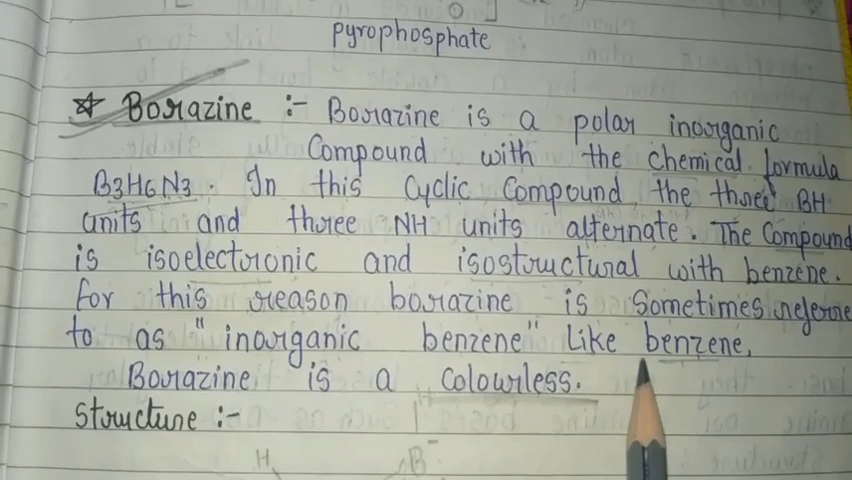 pyrophosphate
☆ Borazine :- Borazine is a polar inorganic
Compound with the chemical formula
B3H6N3. In this Cyclic Compound, the three BH
units and three NH units alternate. The Compound
is isoelectronic and isostructural with benzene.
for this reason borazine is Sometimes referre
to as "inorganic benzene" Like benzene,
Borazine is a Colourless.
Structure :-
H
B-